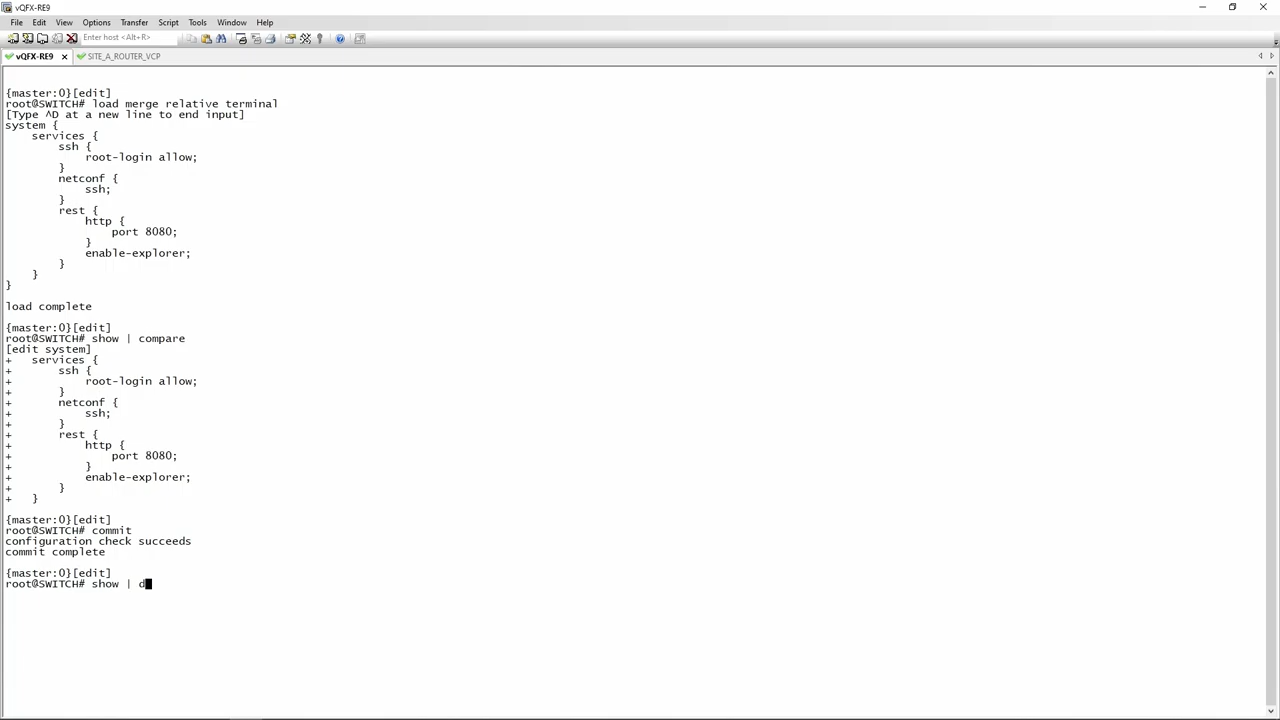 vQFX-RE9
File Edit View Options Transfer Script Tools Window Help
Enter host <Alt+R>
vQFX-RE9 SITE_A_ROUTER_VCP
{master:0}[edit]
root@SWITCH# load merge relative terminal
[Type ^D at a new line to end input]
system {
    services {
        ssh {
            root-login allow;
        }
        netconf {
            ssh;
        }
        rest {
            http {
                port 8080;
            }
            enable-explorer;
        }
    }
}
load complete
{master:0}[edit]
root@SWITCH# show | compare
[edit system]
+   services {
+       ssh {
+           root-login allow;
+       }
+       netconf {
+           ssh;
+       }
+       rest {
+           http {
+               port 8080;
+           }
+           enable-explorer;
+       }
+   }
{master:0}[edit]
root@SWITCH# commit
configuration check succeeds
commit complete
{master:0}[edit]
root@SWITCH# show | d